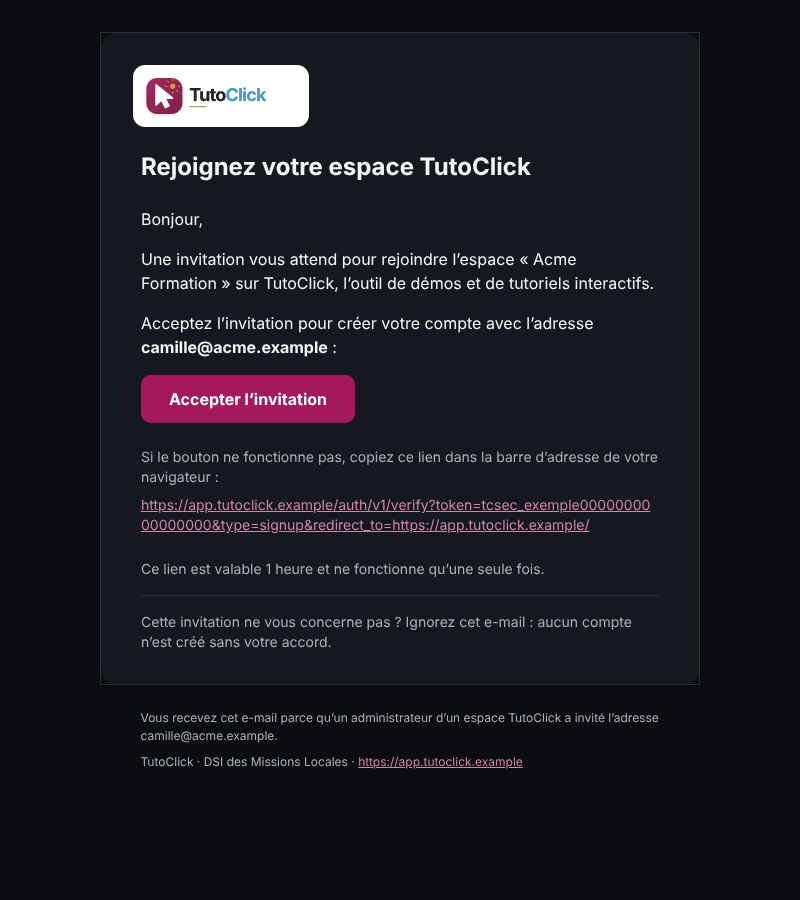 TutoClick
Rejoignez votre espace TutoClick
Bonjour,
Une invitation vous attend pour rejoindre l’espace « Acme
Formation » sur TutoClick, l’outil de démos et de tutoriels interactifs.
Acceptez l’invitation pour créer votre compte avec l’adresse
camille@acme.example :
Accepter l’invitation
Si le bouton ne fonctionne pas, copiez ce lien dans la barre d’adresse de votre
navigateur :
https://app.tutoclick.example/auth/v1/verify?token=tcsec_exemple00000000
00000000&type=signup&redirect_to=https://app.tutoclick.example/
Ce lien est valable 1 heure et ne fonctionne qu’une seule fois.
Cette invitation ne vous concerne pas ? Ignorez cet e-mail : aucun compte
n’est créé sans votre accord.
Vous recevez cet e-mail parce qu’un administrateur d’un espace TutoClick a invité l’adresse
camille@acme.example.
TutoClick · DSI des Missions Locales · https://app.tutoclick.example